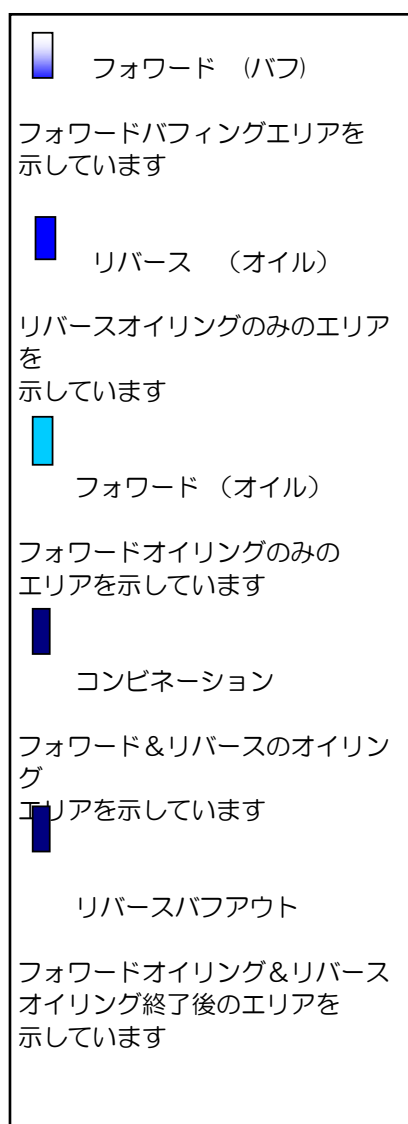 フォワード (バフ)
フォワードバフィングエリアを
示しています
リバース （オイル）
リバースオイリングのみのエリア
を
示しています
フォワード （オイル）
フォワードオイリングのみの
エリアを示しています
コンビネーション
フォワード＆リバースのオイリン
グ
エリアを示しています
リバースバフアウト
フォワードオイリング＆リバース
オイリング終了後のエリアを
示しています